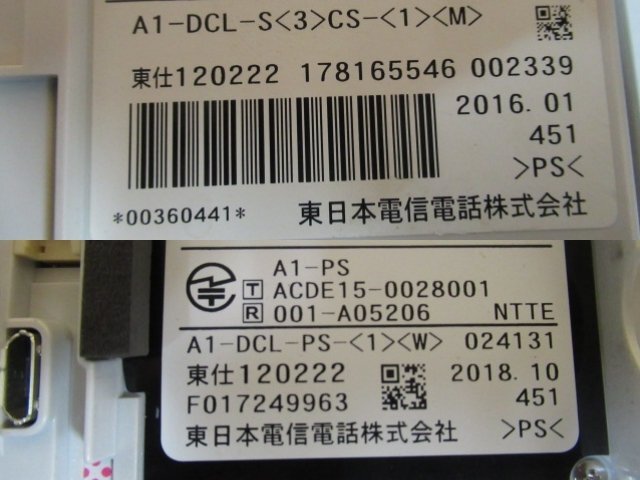 A1-DCL-S<3>CS-<1><M>
東仕120222 178165546 002339
2016.01
451
>PS<
*00360441* 東日本電信電話株式会社
A1-PS
T ACDE15-0028001
R 001-A05206 NTTE
A1-DCL-PS-<1><W> 024131
東仕120222 2018.10
F017249963 451
東日本電信電話株式会社 >PS<